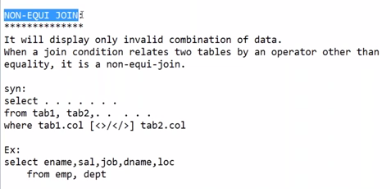 NON-EQUI JOIN:
**************
It will display only invalid combination of data.
When a join condition relates two tables by an operator other than
equality, it is a non-equi-join.
syn:
select . . . . . . .
from tab1, tab2,. . . . .
where tab1.col [<>/</>] tab2.col
Ex:
select ename,sal,job,dname,loc
from emp, dept